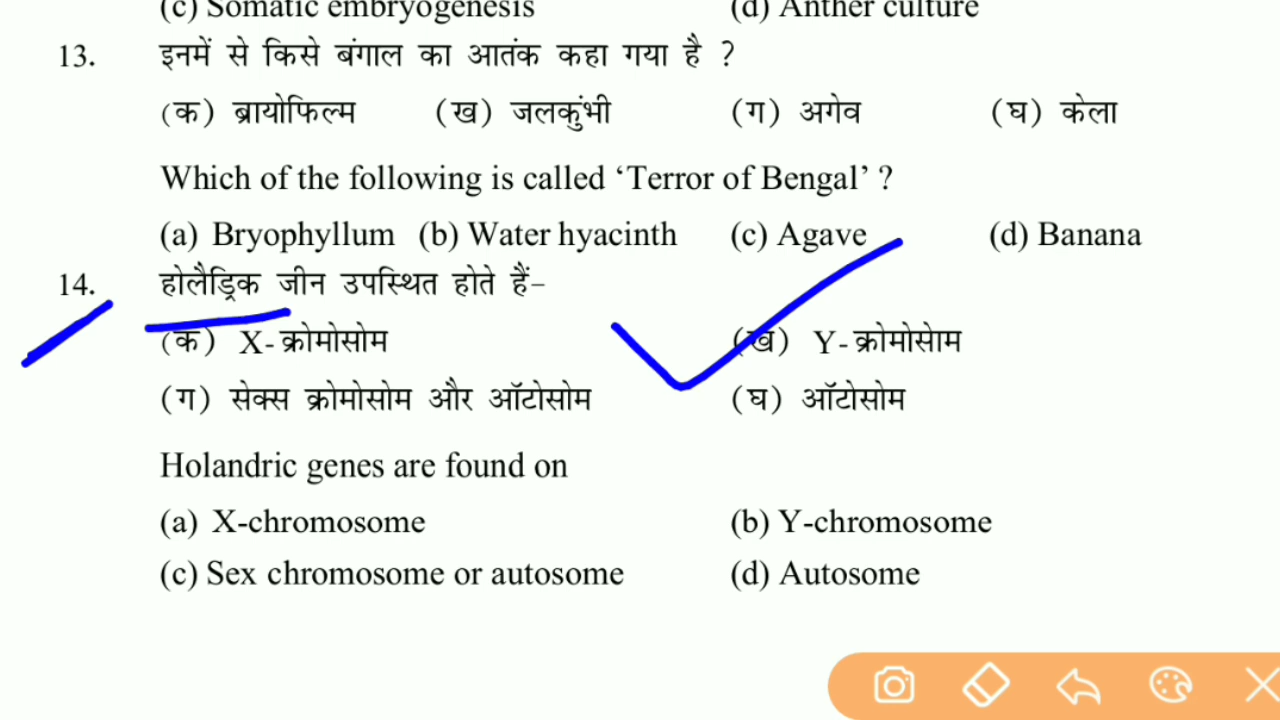 (c) Somatic embryogenesis (d) Anther culture
13. इनमें से किसे बंगाल का आतंक कहा गया है ?
(क) ब्रायोफिल्म (ख) जलकुंभी (ग) अगेव (घ) केला
Which of the following is called ‘Terror of Bengal’ ?
(a) Bryophyllum (b) Water hyacinth (c) Agave (d) Banana
14. होलैड्रिक जीन उपस्थित होते हैं–
(क) X-क्रोमोसोम (ख) Y-क्रोमोसोम
(ग) सेक्स क्रोमोसोम और ऑटोसोम (घ) ऑटोसोम
Holandric genes are found on
(a) X-chromosome (b) Y-chromosome
(c) Sex chromosome or autosome (d) Autosome